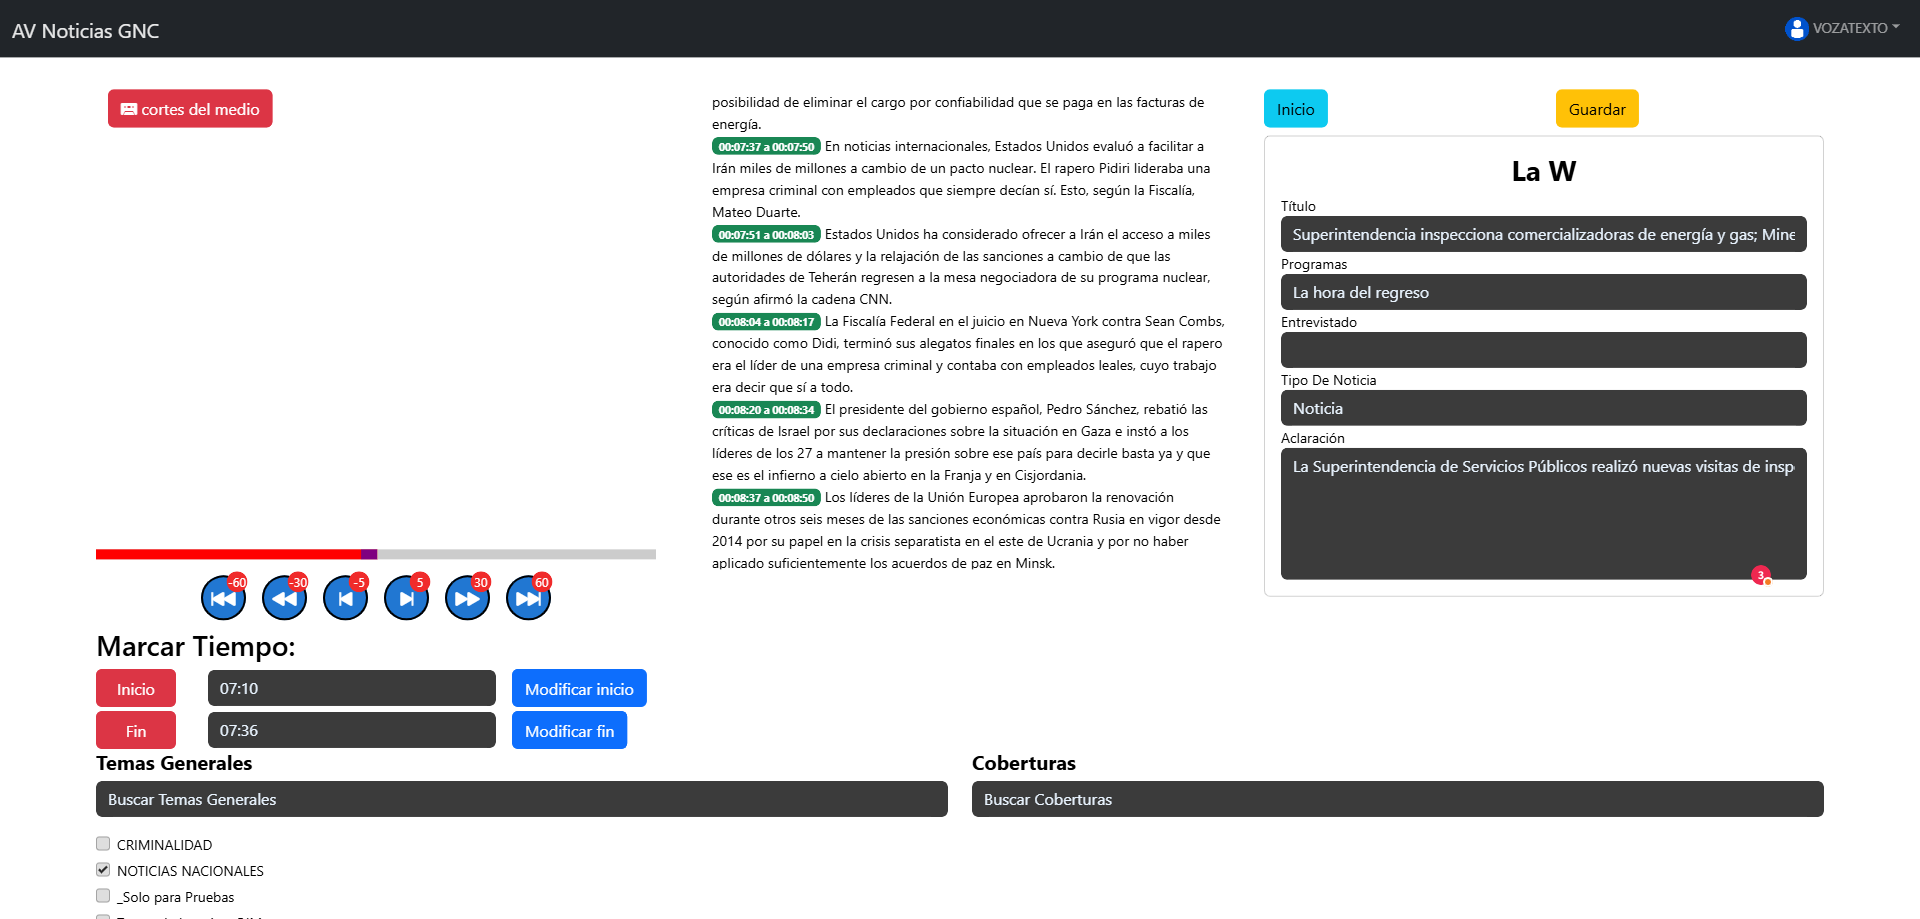 AV Noticias GNC
VOZATEXTO
cortes del medio
posibilidad de eliminar el cargo por confiabilidad que se paga en las facturas de
energía.
00:07:37 a 00:07:50 En noticias internacionales, Estados Unidos evaluó a facilitar a
Irán miles de millones a cambio de un pacto nuclear. El rapero Pidiri lideraba una
empresa criminal con empleados que siempre decían sí. Esto, según la Fiscalía,
Mateo Duarte.
00:07:51 a 00:08:03 Estados Unidos ha considerado ofrecer a Irán el acceso a miles
de millones de dólares y la relajación de las sanciones a cambio de que las
autoridades de Teherán regresen a la mesa negociadora de su programa nuclear,
según afirmó la cadena CNN.
00:08:04 a 00:08:17 La Fiscalía Federal en el juicio en Nueva York contra Sean Combs,
conocido como Didi, terminó sus alegatos finales en los que aseguró que el rapero
era el líder de una empresa criminal y contaba con empleados leales, cuyo trabajo
era decir que sí a todo.
00:08:20 a 00:08:34 El presidente del gobierno español, Pedro Sánchez, rebatió las
críticas de Israel por sus declaraciones sobre la situación en Gaza e instó a los
líderes de los 27 a mantener la presión sobre ese país para decirle basta ya y que
ese es el infierno a cielo abierto en la Franja y en Cisjordania.
00:08:37 a 00:08:50 Los líderes de la Unión Europea aprobaron la renovación
durante otros seis meses de las sanciones económicas contra Rusia en vigor desde
2014 por su papel en la crisis separatista en el este de Ucrania y por no haber
aplicado suficientemente los acuerdos de paz en Minsk.
Inicio
Guardar
La W
Título
Superintendencia inspecciona comercializadoras de energía y gas; Mine
Programas
La hora del regreso
Entrevistado
Tipo De Noticia
Noticia
Aclaración
La Superintendencia de Servicios Públicos realizó nuevas visitas de insp
3
-60
-30
-5
5
30
60
Marcar Tiempo:
Inicio
07:10
Modificar inicio
Fin
07:36
Modificar fin
Temas Generales
Buscar Temas Generales
CRIMINALIDAD
NOTICIAS NACIONALES
_Solo para Pruebas
Coberturas
Buscar Coberturas